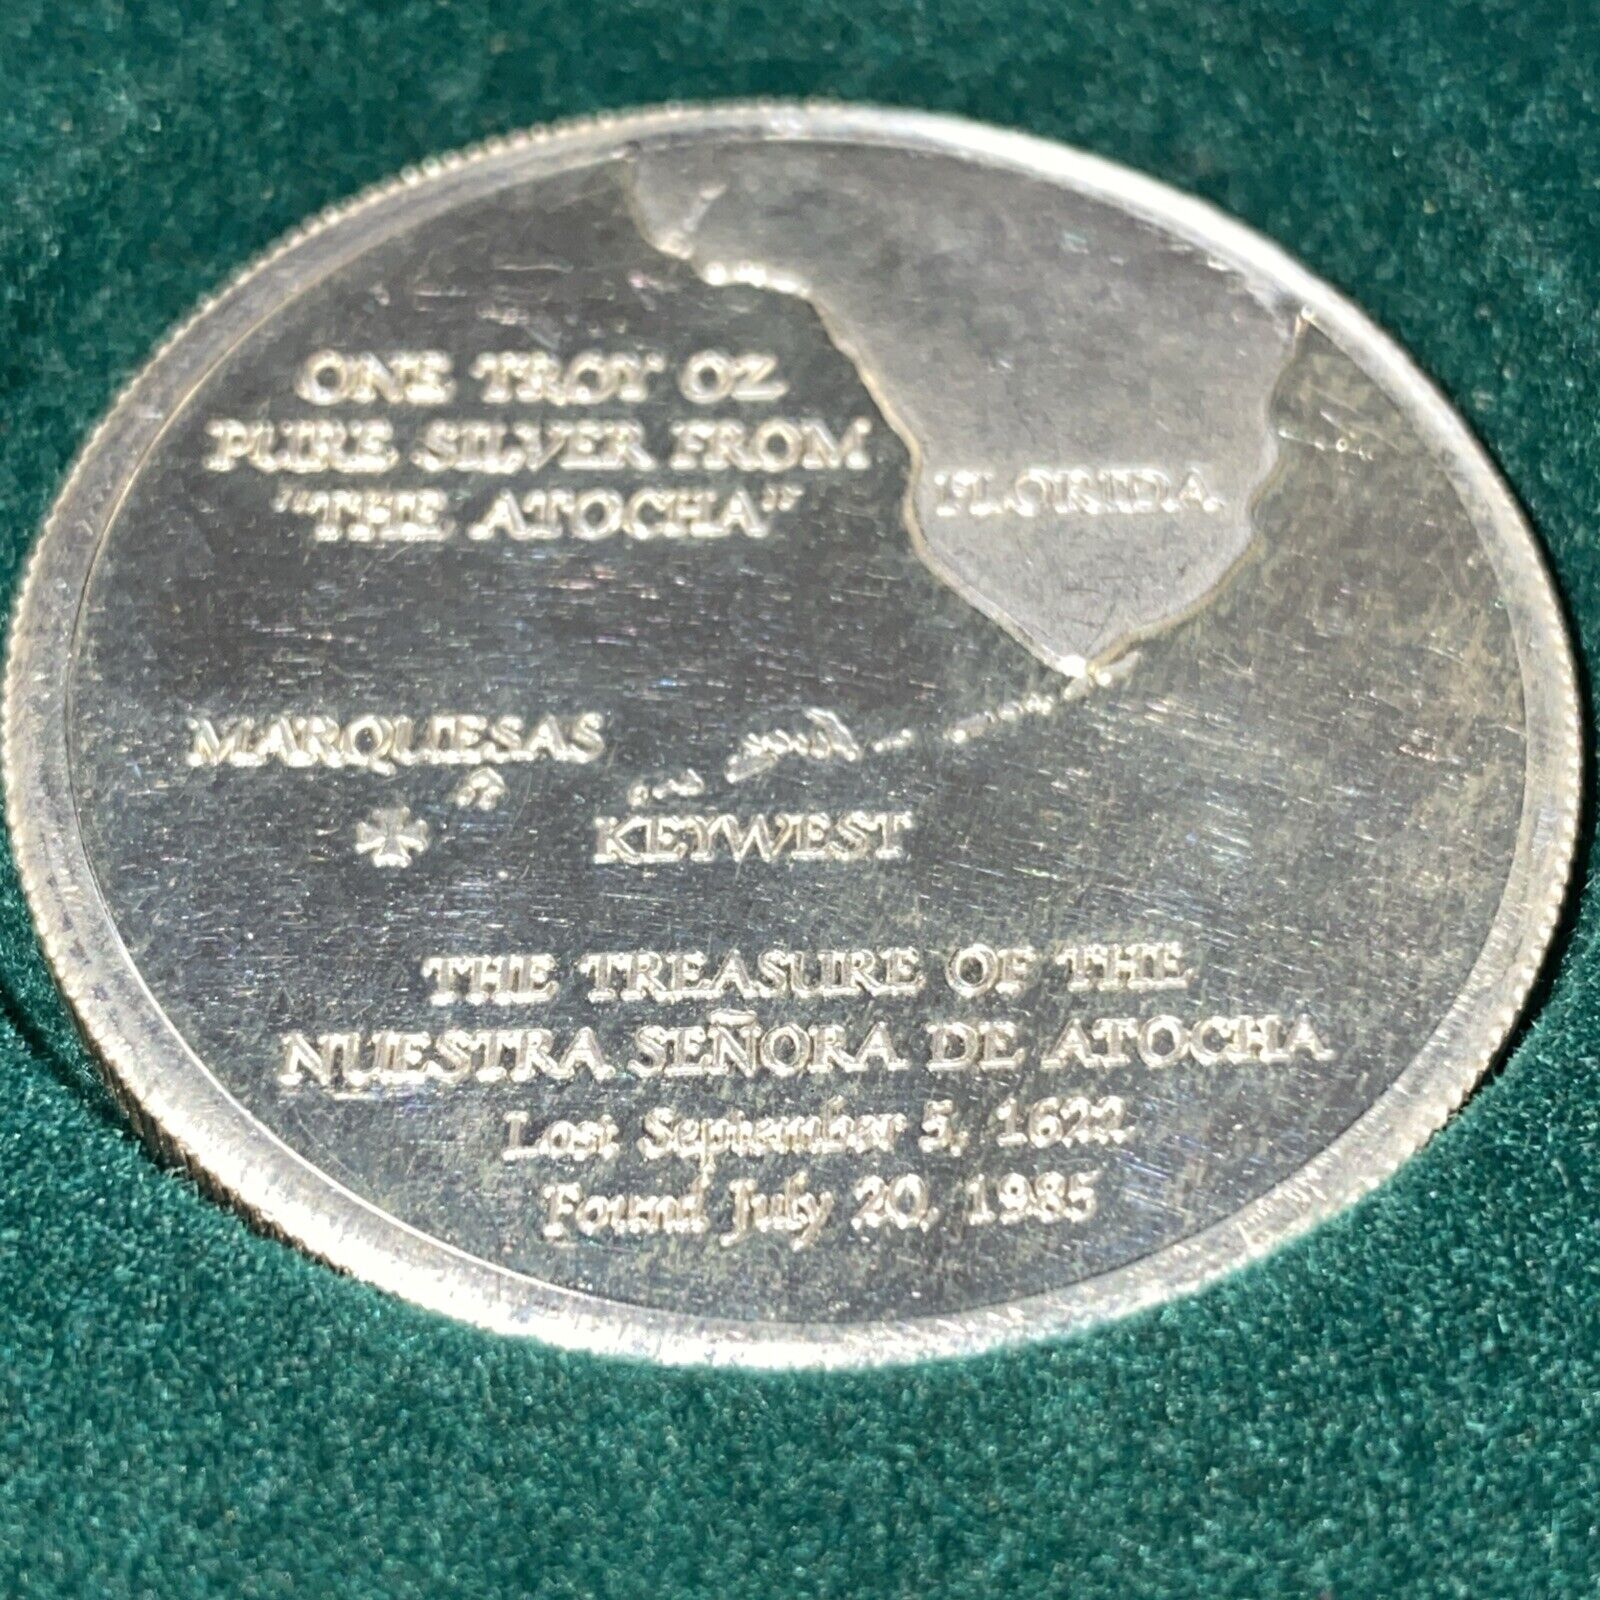 ONE TROY OZ
PURE SILVER FROM
"THE ATOCHA"
FLORIDA
MARQUESAS
KEYWEST
THE TREASURE OF THE
NUESTRA SEÑORA DE ATOCHA
Lost September 5, 1622
Found July 20, 1985